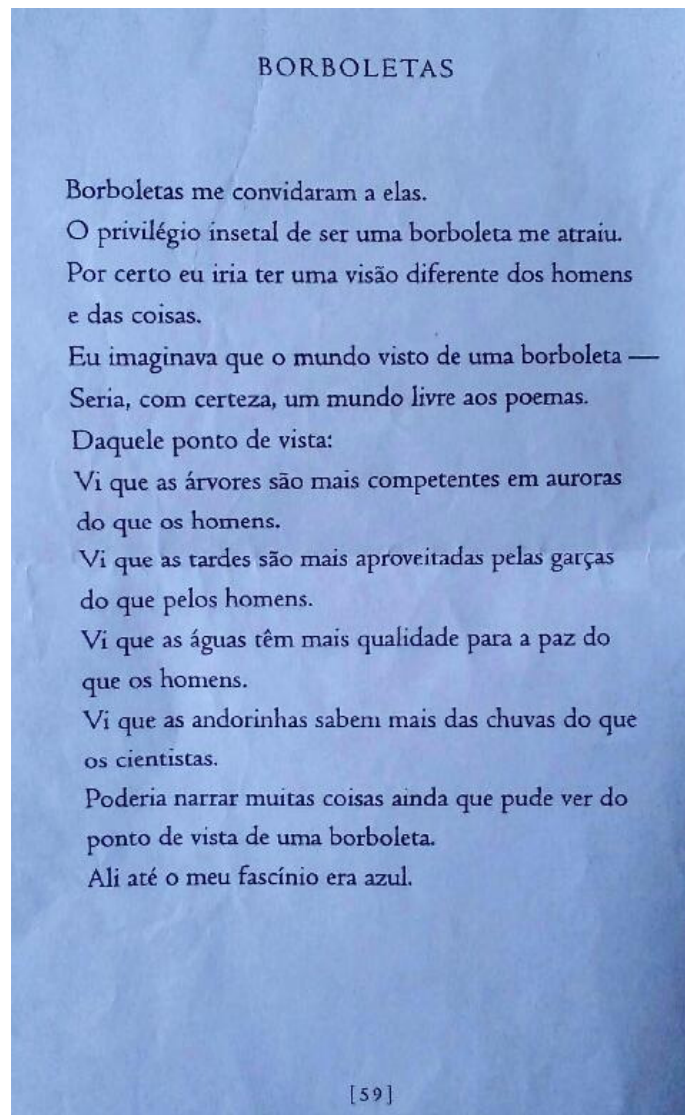 BORBOLETAS
Borboletas me convidaram a elas.
O privilégio insetal de ser uma borboleta me atraiu.
Por certo eu iria ter uma visão diferente dos homens
e das coisas.
Eu imaginava que o mundo visto de uma borboleta —
Seria, com certeza, um mundo livre aos poemas.
Daquele ponto de vista:
Vi que as árvores são mais competentes em auroras
do que os homens.
Vi que as tardes são mais aproveitadas pelas garças
do que pelos homens.
Vi que as águas têm mais qualidade para a paz do
que os homens.
Vi que as andorinhas sabem mais das chuvas do que
os cientistas.
Poderia narrar muitas coisas ainda que pude ver do
ponto de vista de uma borboleta.
Ali até o meu fascínio era azul.
[59]